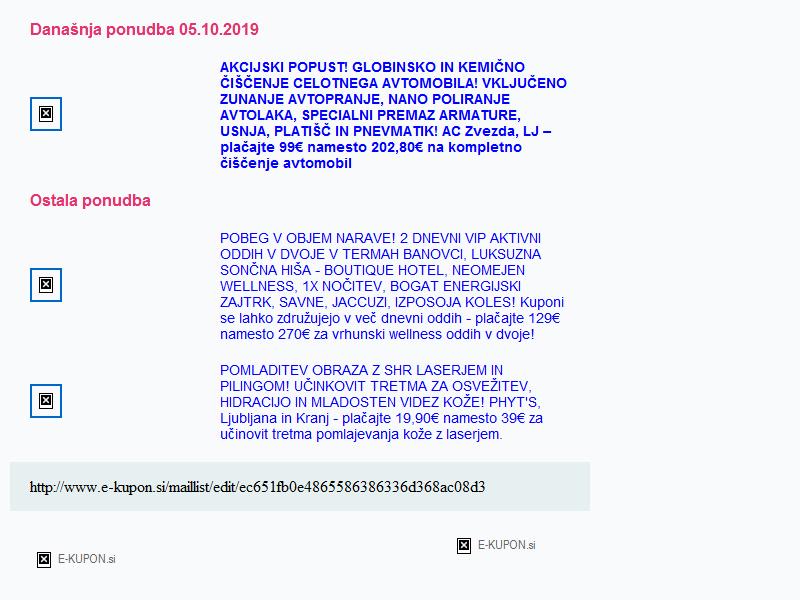 Današnja ponudba 05.10.2019
AKCIJSKI POPUST! GLOBINSKO IN KEMIČNO
ČIŠČENJE CELOTNEGA AVTOMOBILA! VKLJUČENO
ZUNANJE AVTOPRANJE, NANO POLIRANJE
AVTOLAKA, SPECIALNI PREMAZ ARMATURE,
USNJA, PLATIŠČ IN PNEVMATIK! AC Zvezda, LJ –
plačajte 99€ namesto 202,80€ na kompletno
čiščenje avtomobil
Ostala ponudba
POBEG V OBJEM NARAVE! 2 DNEVNI VIP AKTIVNI
ODDIH V DVOJE V TERMAH BANOVCI, LUKSUZNA
SONČNA HIŠA - BOUTIQUE HOTEL, NEOMEJEN
WELLNESS, 1X NOČITEV, BOGAT ENERGIJSKI
ZAJTRK, SAVNE, JACCUZI, IZPOSOJA KOLES! Kuponi
se lahko združujejo v več dnevni oddih - plačajte 129€
namesto 270€ za vrhunski wellness oddih v dvoje!
POMLADITEV OBRAZA Z SHR LASERJEM IN
PILINGOM! UČINKOVIT TRETMA ZA OSVEŽITEV,
HIDRACIJO IN MLADOSTEN VIDEZ KOŽE! PHYT'S,
Ljubljana in Kranj - plačajte 19,90€ namesto 39€ za
učinovit tretma pomlajevanja kože z laserjem.
http://www.e-kupon.si/maillist/edit/ec651fb0e4865586386336d368ac08d3
E-KUPON.si
E-KUPON.si